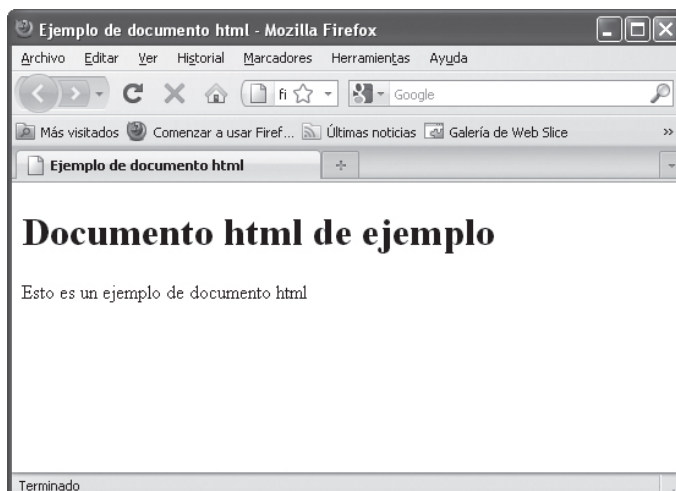 Ejemplo de documento html - Mozilla Firefox
Archivo Editar Ver Historial Marcadores Herramientas Ayuda
fi Google
Más visitados Comenzar a usar Firef... Últimas noticias Galería de Web Slice »
Ejemplo de documento html
Documento html de ejemplo
Esto es un ejemplo de documento html
Terminado